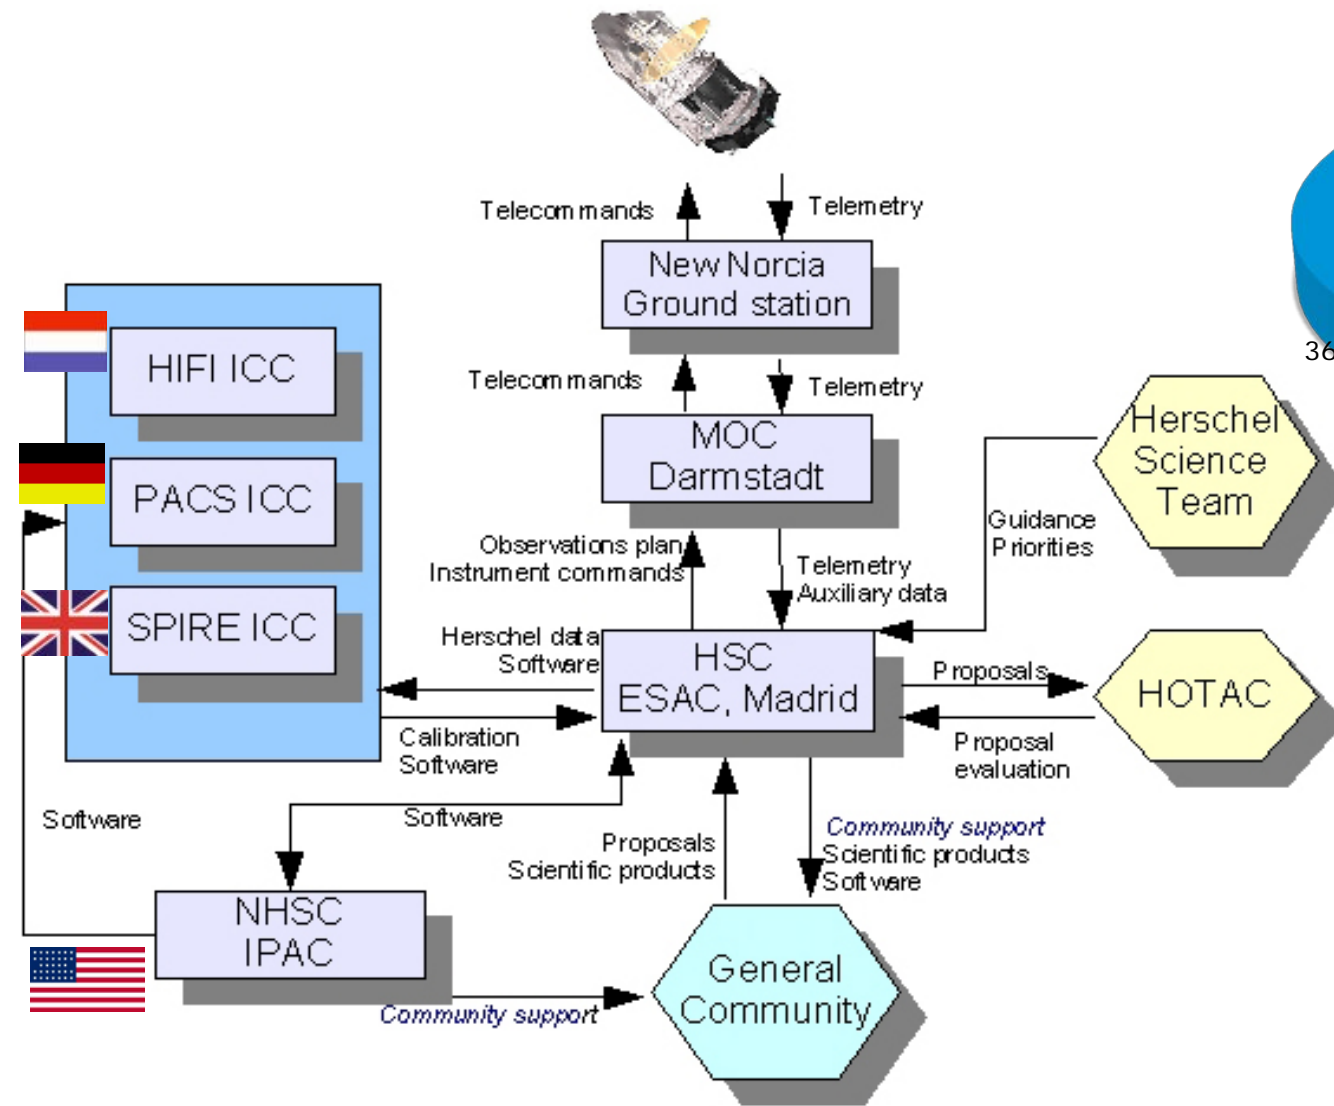 Telecommands
Telemetry
New Norcia
Ground station
36
HIFI ICC
Telecommands
Telemetry
MOC
Darmstadt
Herschel
Science
Team
PACS ICC
Guidance
Priorities
Observations plan
Instrument commands
Telemetry
Auxiliary data
SPIRE ICC
Herschel data
Software
HSC
ESAC, Madrid
Proposals
HOTAC
Calibration
Software
Proposal
evaluation
Software
Software
Proposals
Scientific products
Community support
Scientific products
Software
NHSC
IPAC
General
Community
Community support